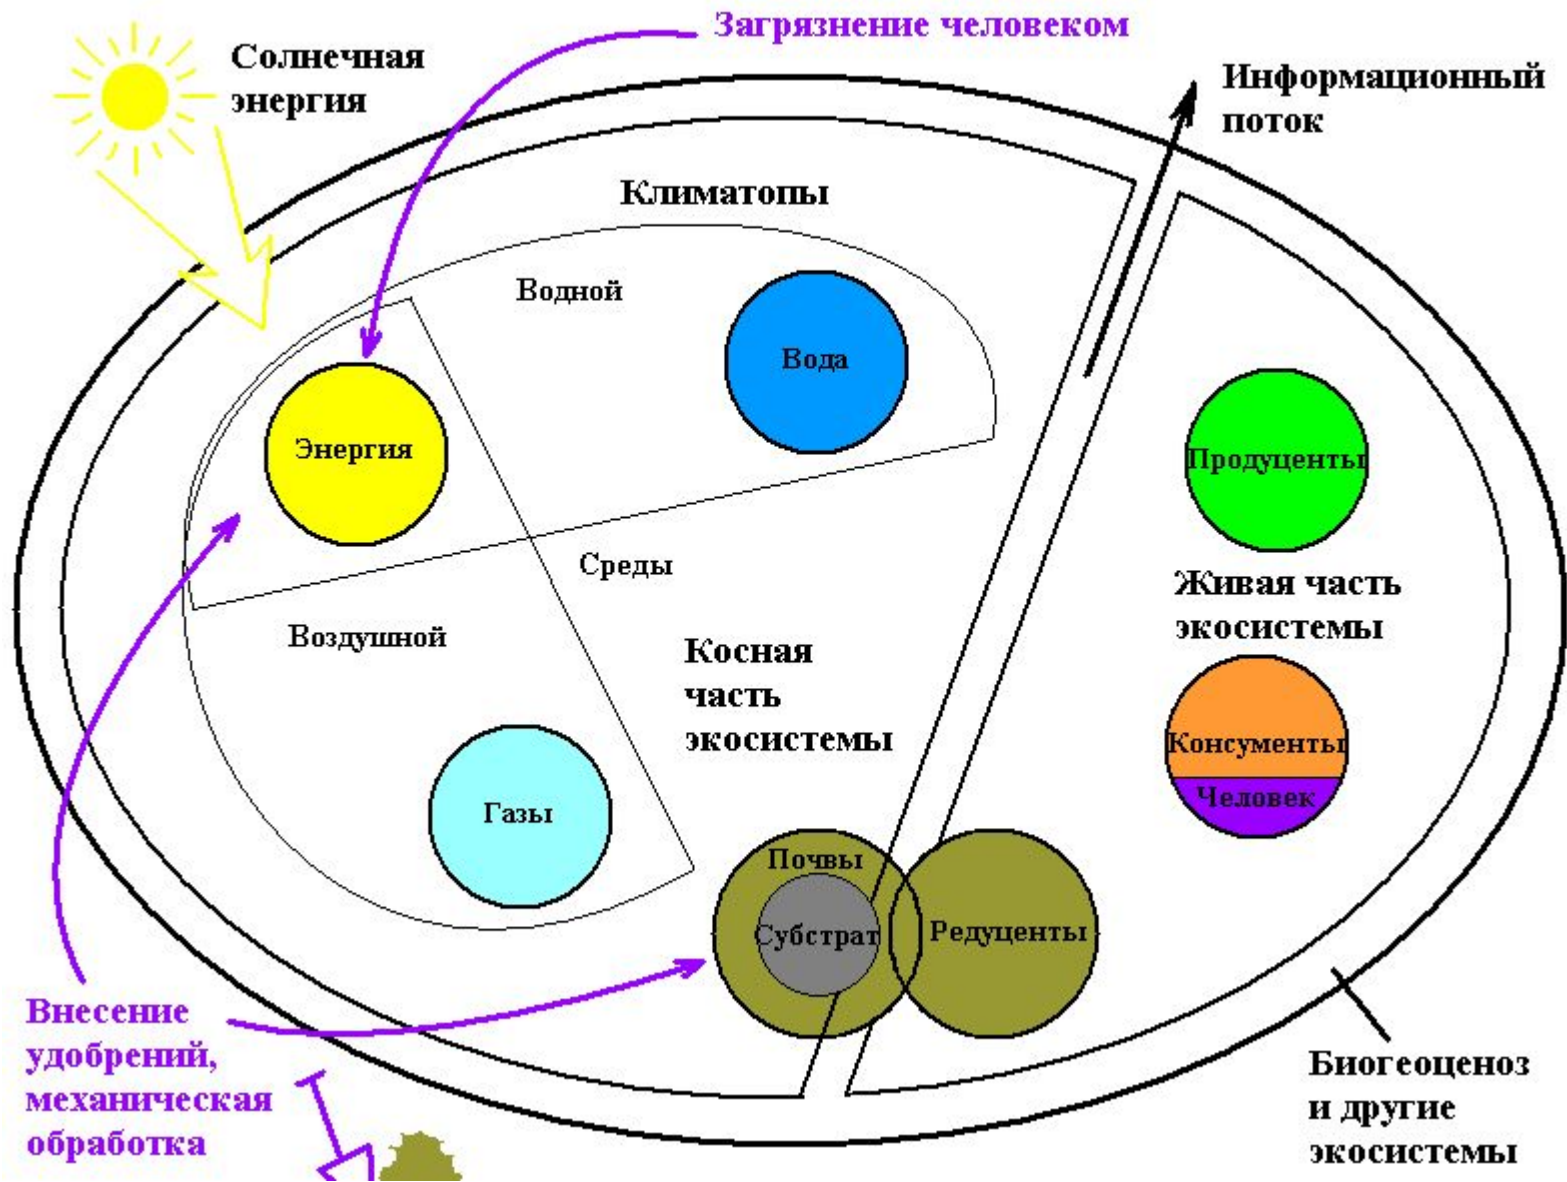 Загрязнение человеком
Солнечная
энергия
Информационный
поток
Климатопы
Водной
Вода
Энергия
Продуценты
Среды
Живая часть
экосистемы
Воздушной
Косная
часть
экосистемы
Консументы
Человек
Газы
Почвы
Субстрат
Редуценты
Внесение
удобрений,
механическая
обработка
Биогеоценоз
и другие
экосистемы